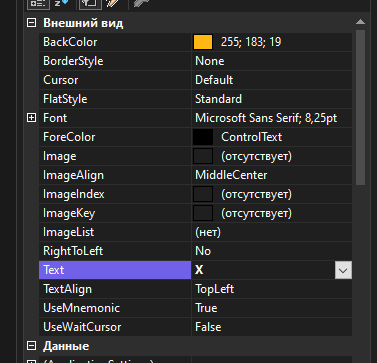 Внешний вид
BackColor 255; 183; 19
BorderStyle None
Cursor Default
FlatStyle Standard
Font Microsoft Sans Serif; 8,25pt
ForeColor ControlText
Image (отсутствует)
ImageAlign MiddleCenter
ImageIndex (отсутствует)
ImageKey (отсутствует)
ImageList (нет)
RightToLeft No
Text X
TextAlign TopLeft
UseMnemonic True
UseWaitCursor False
Данные
(ApplicationSettings)